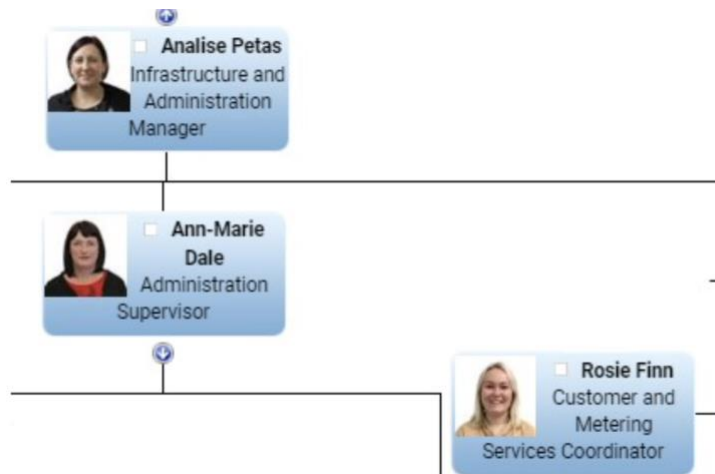 Analise Petas
Infrastructure and
Administration
Manager
Ann-Marie
Dale
Administration
Supervisor
Rosie Finn
Customer and
Metering
Services Coordinator